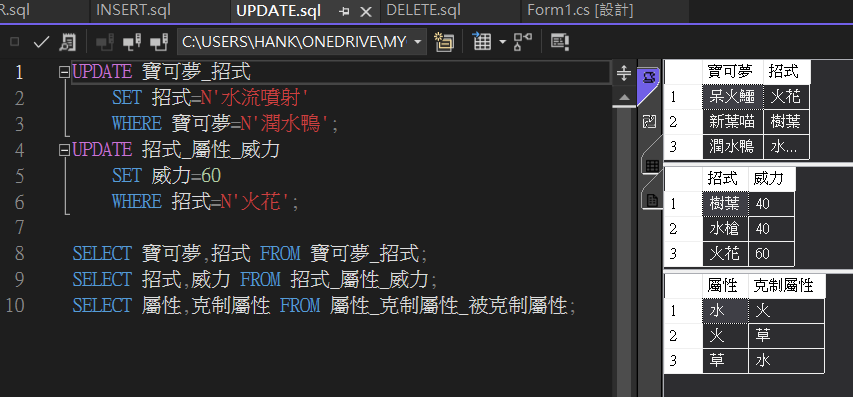 R.sql INSERT.sql UPDATE.sql DELETE.sql Form1.cs [設計]
C:\USERS\HANK\ONEDRIVE\MY
1 UPDATE 寶可夢_招式
2 SET 招式=N'水流噴射'
3 WHERE 寶可夢=N'潤水鴨';
4 UPDATE 招式_屬性_威力
5 SET 威力=60
6 WHERE 招式=N'火花';
7
8 SELECT 寶可夢,招式 FROM 寶可夢_招式;
9 SELECT 招式,威力 FROM 招式_屬性_威力;
10 SELECT 屬性,克制屬性 FROM 屬性_克制屬性_被克制屬性;
寶可夢 招式
1 呆火鱷 火花
2 新葉喵 樹葉
3 潤水鴨 水...
招式 威力
1 樹葉 40
2 水槍 40
3 火花 60
屬性 克制屬性
1 水 火
2 火 草
3 草 水